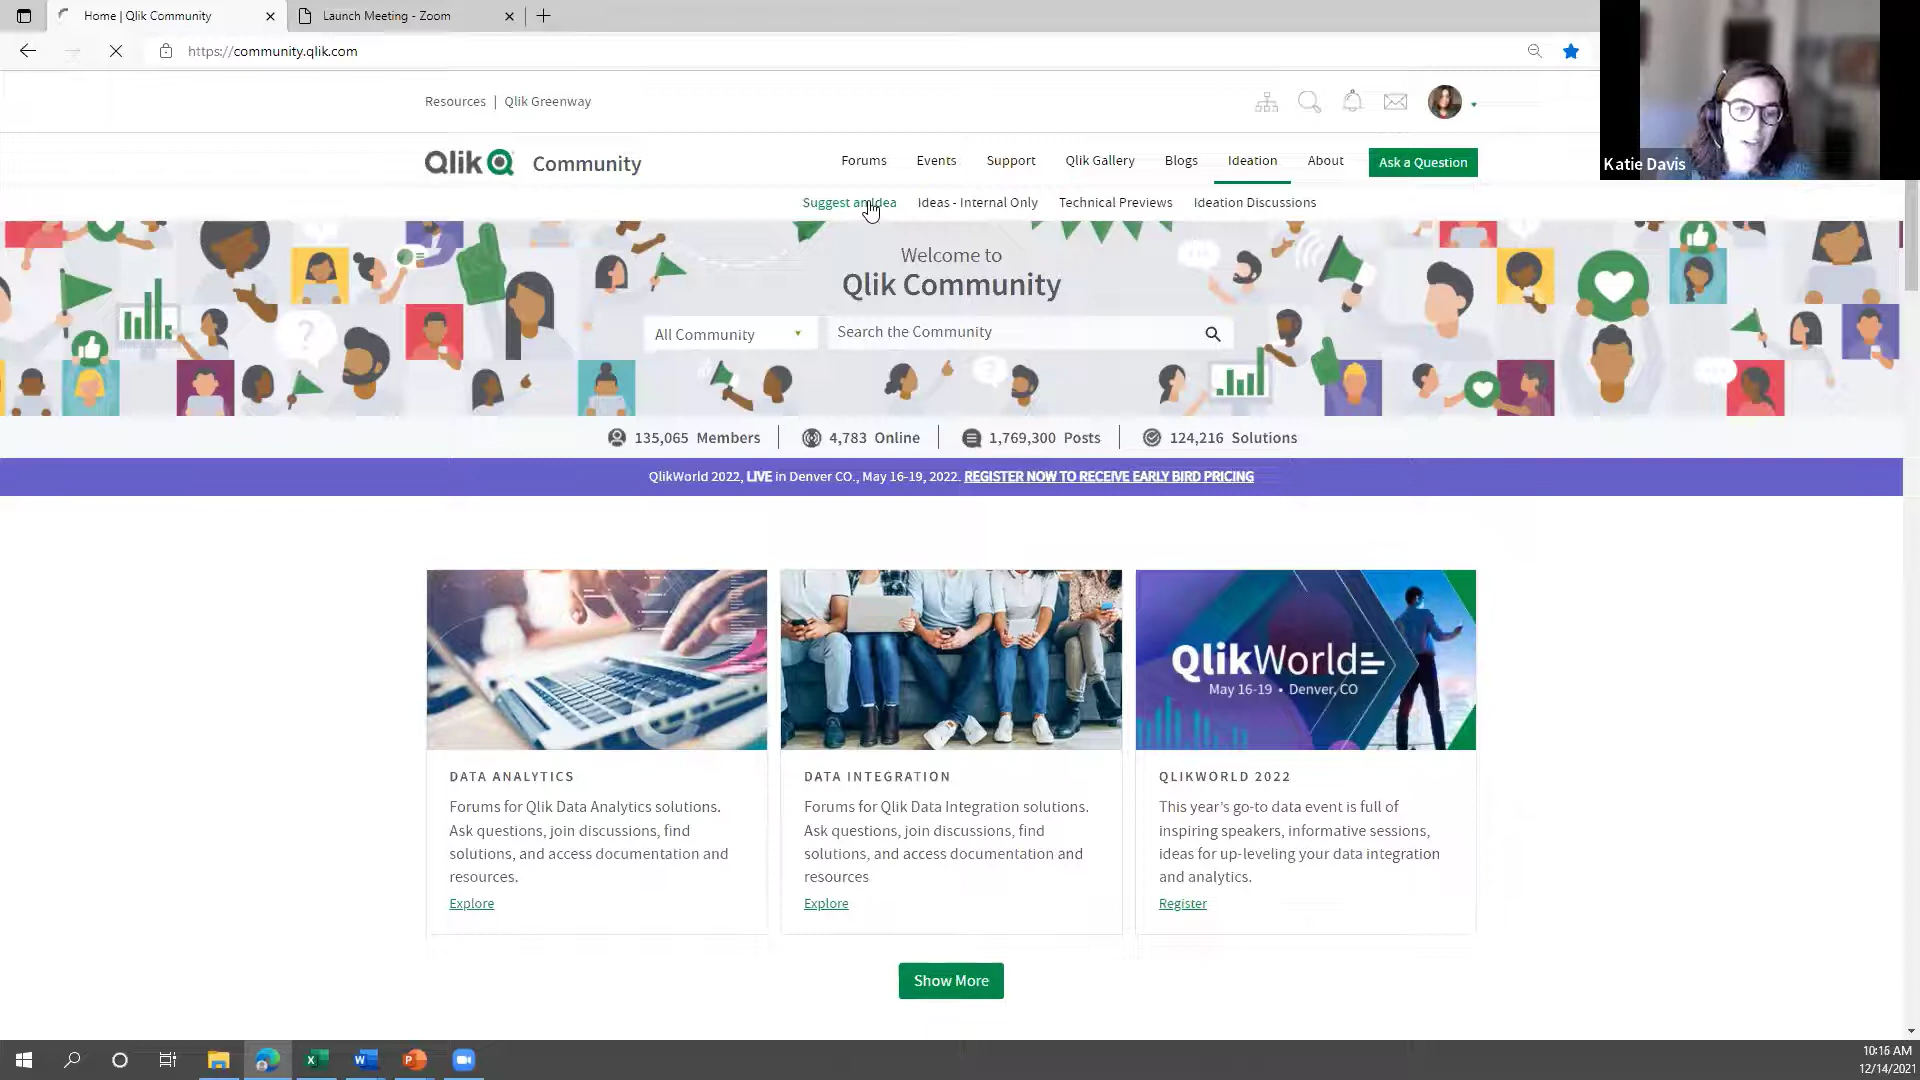 Home | Qlik Community
Launch Meeting - Zoom
https://community.qlik.com
Resources | Qlik Greenway
Qlik Community
Forums Events Support Qlik Gallery Blogs Ideation About Ask a Question
Katie Davis
Suggest an Idea Ideas - Internal Only Technical Previews Ideation Discussions
Welcome to
Qlik Community
All Community Search the Community
135,065 Members 4,783 Online 1,769,300 Posts 124,216 Solutions
QlikWorld 2022, LIVE in Denver CO., May 16-19, 2022. REGISTER NOW TO RECEIVE EARLY BIRD PRICING
QlikWorld
May 16-19 • Denver, CO
DATA ANALYTICS
Forums for Qlik Data Analytics solutions.
Ask questions, join discussions, find
solutions, and access documentation and
resources.
Explore
DATA INTEGRATION
Forums for Qlik Data Integration solutions.
Ask questions, join discussions, find
solutions, and access documentation and
resources
Explore
QLIKWORLD 2022
This year's go-to data event is full of
inspiring speakers, informative sessions,
ideas for up-leveling your data integration
and analytics.
Register
Show More
10:15 AM
12/14/2021